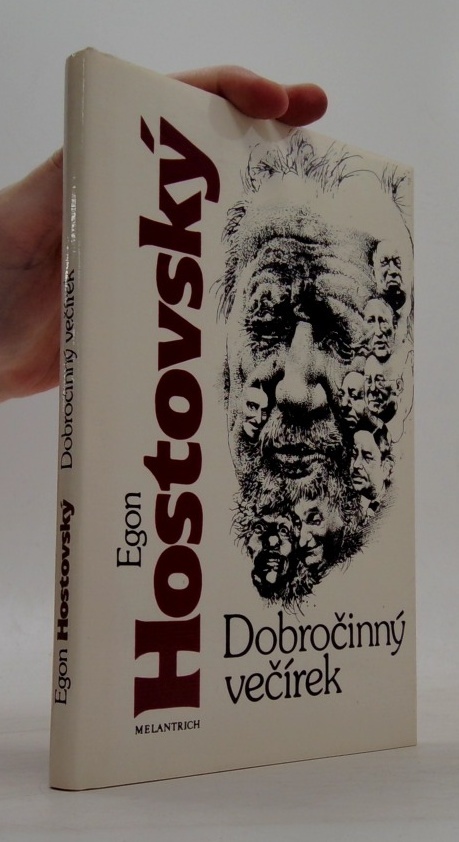 Egon Hostovský Dobročinný večírek
Egon
Hostovský
MELANTRICH
Dobročinný
večírek